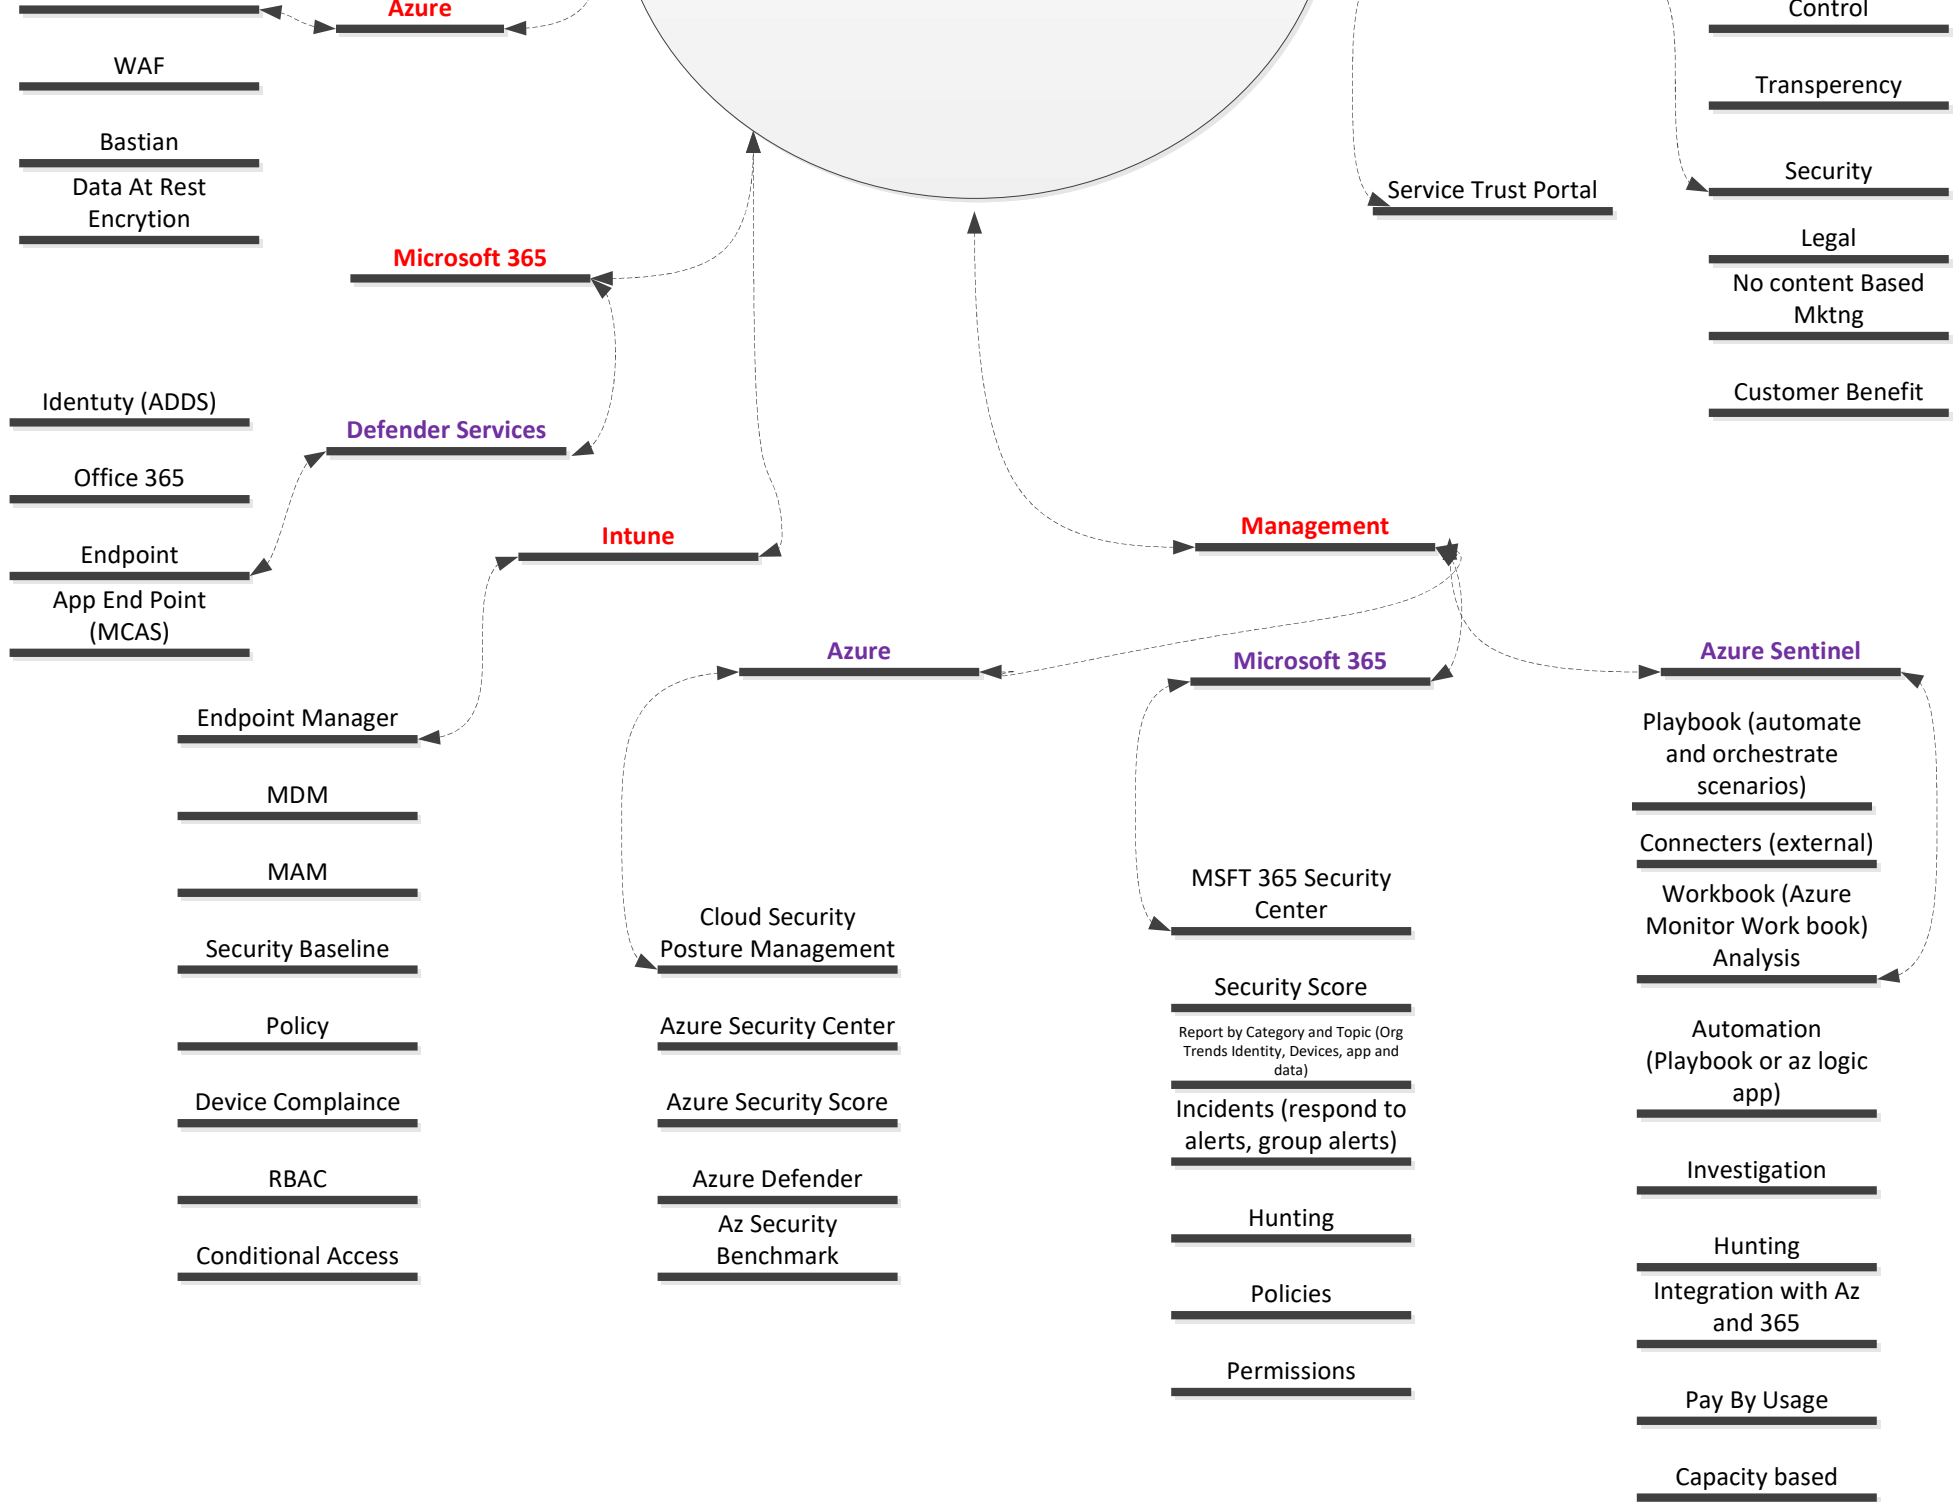 Azure
WAF
Bastian
Data At Rest
Encrytion
Microsoft 365
Identuty (ADDS)
Defender Services
Office 365
Endpoint
App End Point
(MCAS)
Intune
Endpoint Manager
MDM
MAM
Security Baseline
Policy
Device Complaince
RBAC
Conditional Access
Control
Transperency
Security
Service Trust Portal
Legal
No content Based
Mktng
Customer Benefit
Management
Azure
Cloud Security
Posture Management
Azure Security Center
Azure Security Score
Azure Defender
Az Security
Benchmark
Microsoft 365
MSFT 365 Security
Center
Security Score
Report by Category and Topic (Org
Trends Identity, Devices, app and
data)
Incidents (respond to
alerts, group alerts)
Hunting
Policies
Permissions
Azure Sentinel
Playbook (automate
and orchestrate
scenarios)
Connecters (external)
Workbook (Azure
Monitor Work book)
Analysis
Automation
(Playbook or az logic
app)
Investigation
Hunting
Integration with Az
and 365
Pay By Usage
Capacity based